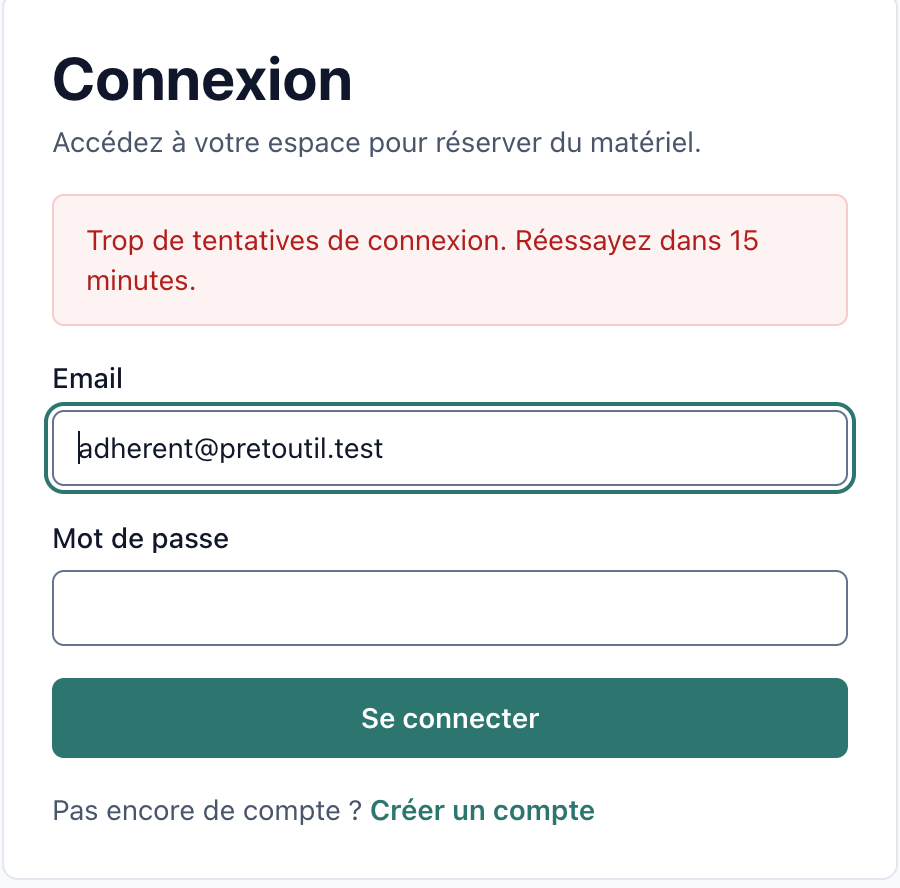 Connexion
Accédez à votre espace pour réserver du matériel.
Trop de tentatives de connexion. Réessayez dans 15
minutes.
Email
adherent@pretoutil.test
Mot de passe
Se connecter
Pas encore de compte ? Créer un compte